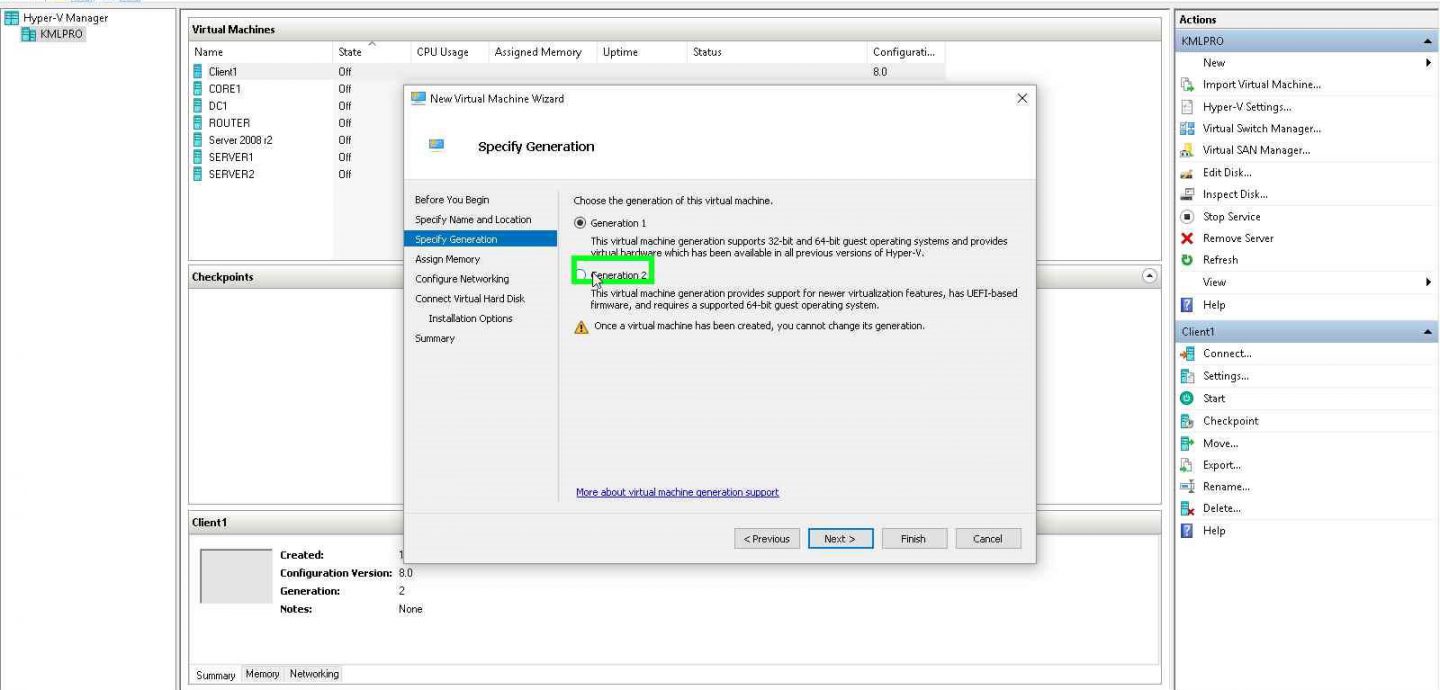 Hyper-V Manager
KMLPRO
Virtual Machines
Name State CPU Usage Assigned Memory Uptime Status Configurati...
Client1 Off 8.0
CORE1 Off
DC1 Off
ROUTER Off
Server 2008 r2 Off
SERVER1 Off
SERVER2 Off
Checkpoints
Client1
Created: 1
Configuration Version: 8.0
Generation: 2
Notes: None
Summary Memory Networking
New Virtual Machine Wizard
Specify Generation
Before You Begin
Specify Name and Location
Specify Generation
Assign Memory
Configure Networking
Connect Virtual Hard Disk
Installation Options
Summary
Choose the generation of this virtual machine.
Generation 1
This virtual machine generation supports 32-bit and 64-bit guest operating systems and provides
virtual hardware which has been available in all previous versions of Hyper-V.
Generation 2
This virtual machine generation provides support for newer virtualization features, has UEFI-based
firmware, and requires a supported 64-bit guest operating system.
Once a virtual machine has been created, you cannot change its generation.
More about virtual machine generation support
< Previous Next > Finish Cancel
Actions
KMLPRO
New
Import Virtual Machine...
Hyper-V Settings...
Virtual Switch Manager...
Virtual SAN Manager...
Edit Disk...
Inspect Disk...
Stop Service
Remove Server
Refresh
View
Help
Client1
Connect...
Settings...
Start
Checkpoint
Move...
Export...
Rename...
Delete...
Help